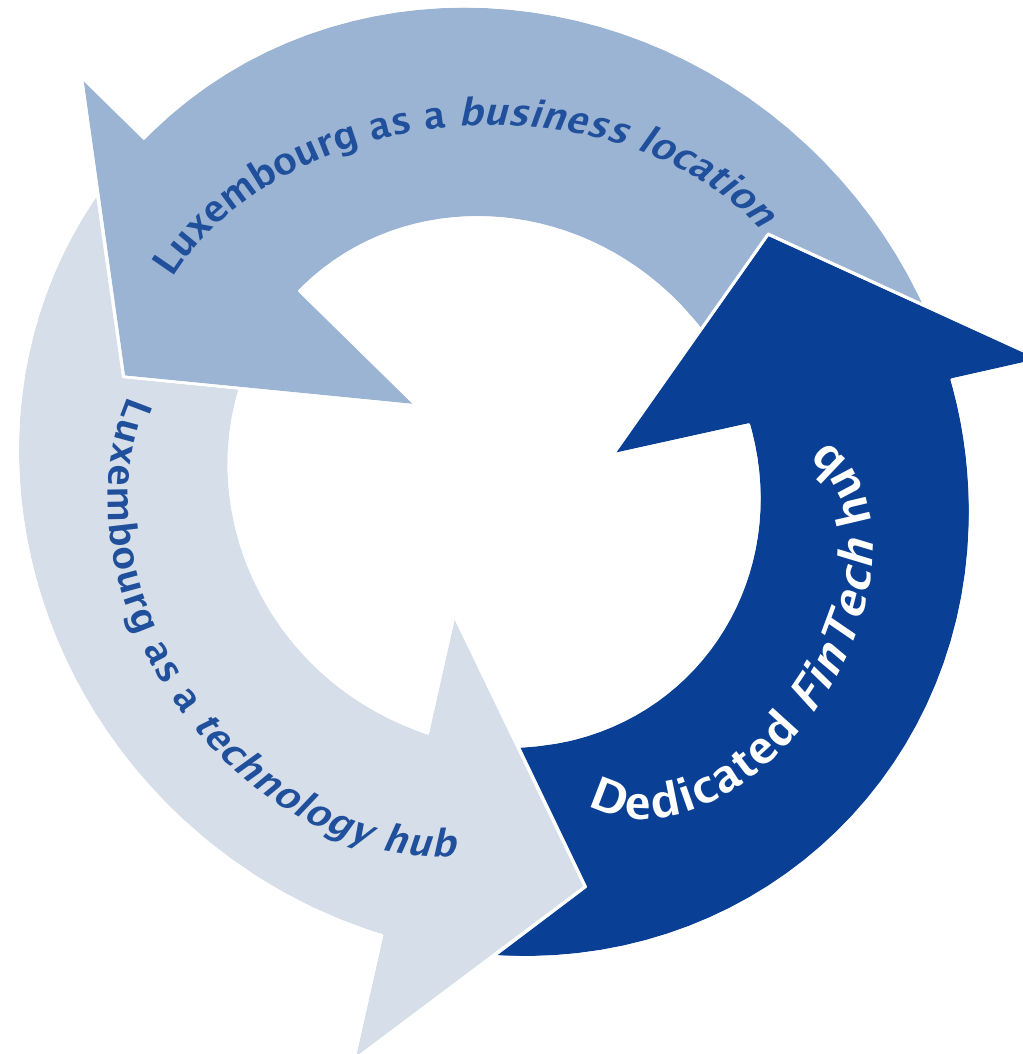 Luxembourg as a business location
Luxembourg as a technology hub
Dedicated FinTech hub